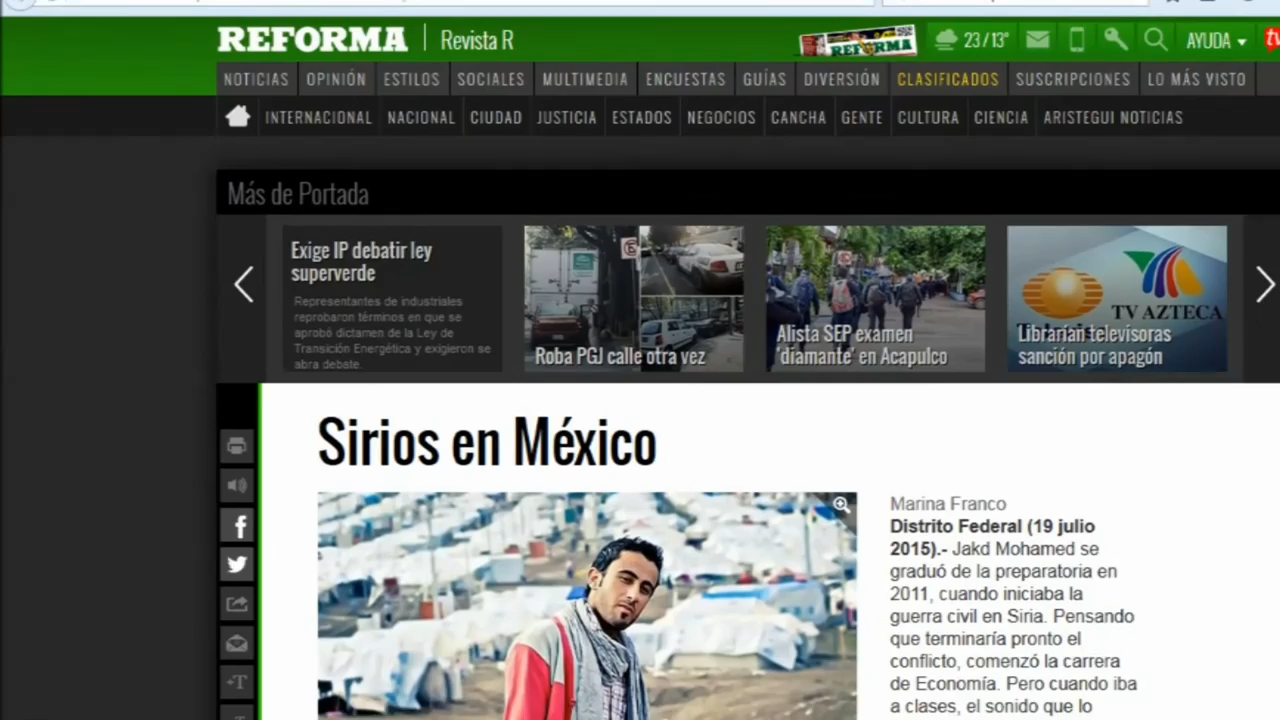 REFORMA Revista R
REFORMA
23/13°
AYUDA
NOTICIAS OPINIÓN ESTILOS SOCIALES MULTIMEDIA ENCUESTAS GUÍAS DIVERSIÓN CLASIFICADOS SUSCRIPCIONES LO MÁS VISTO
INTERNACIONAL NACIONAL CIUDAD JUSTICIA ESTADOS NEGOCIOS CANCHA GENTE CULTURA CIENCIA ARISTEGUI NOTICIAS
Más de Portada
Exige IP debatir ley
superverde
Representantes de industriales
reprobaron términos en que se
aprobó dictamen de la Ley de
Transición Energética y exigieron se
abra debate.
Roba PGJ calle otra vez
Alista SEP examen
'diamante' en Acapulco
TV AZTECA
Librarían televisoras
sanción por apagón
Sirios en México
+T
Marina Franco
Distrito Federal (19 julio
2015).- Jakd Mohamed se
graduó de la preparatoria en
2011, cuando iniciaba la
guerra civil en Siria. Pensando
que terminaría pronto el
conflicto, comenzó la carrera
de Economía. Pero cuando iba
a clases, el sonido que lo